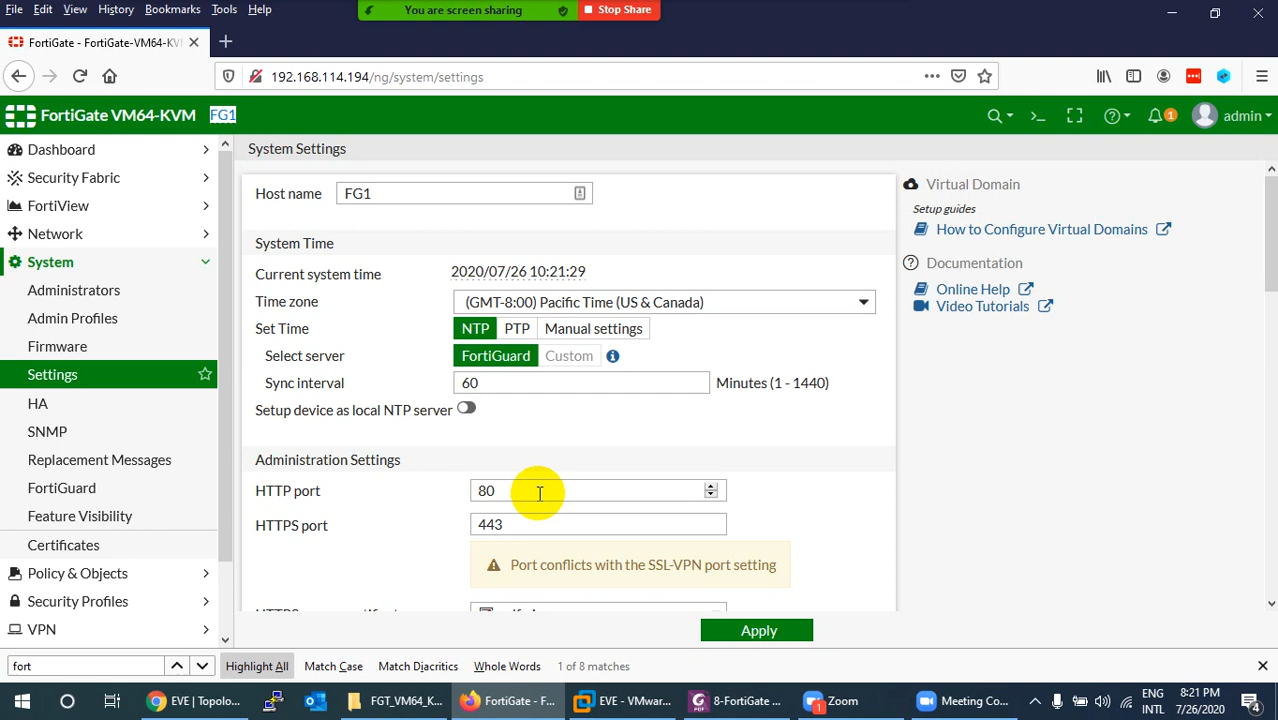 File Edit View History Bookmarks Tools Help You are screen sharing Stop Share
FortiGate - FortiGate-VM64-KVM
192.168.114.194/ng/system/settings
FortiGate VM64-KVM FG1 1 admin
Dashboard
Security Fabric
FortiView
Network
System
Administrators
Admin Profiles
Firmware
Settings
HA
SNMP
Replacement Messages
FortiGuard
Feature Visibility
Certificates
Policy & Objects
Security Profiles
VPN
System Settings
Host name FG1
System Time
Current system time 2020/07/26 10:21:29
Time zone (GMT-8:00) Pacific Time (US & Canada)
Set Time NTP PTP Manual settings
Select server FortiGuard Custom
Sync interval 60 Minutes (1 - 1440)
Setup device as local NTP server
Administration Settings
HTTP port 80
HTTPS port 443
Port conflicts with the SSL-VPN port setting
Apply
Virtual Domain
Setup guides
How to Configure Virtual Domains
Documentation
Online Help
Video Tutorials
fort Highlight All Match Case Match Diacritics Whole Words 1 of 8 matches
EVE | Topolo... FGT_VM64_K... FortiGate - F... EVE - VMwar... 8-FortiGate ... Zoom 1 Meeting Co... ENG 8:21 PM
INTL 7/26/2020 4